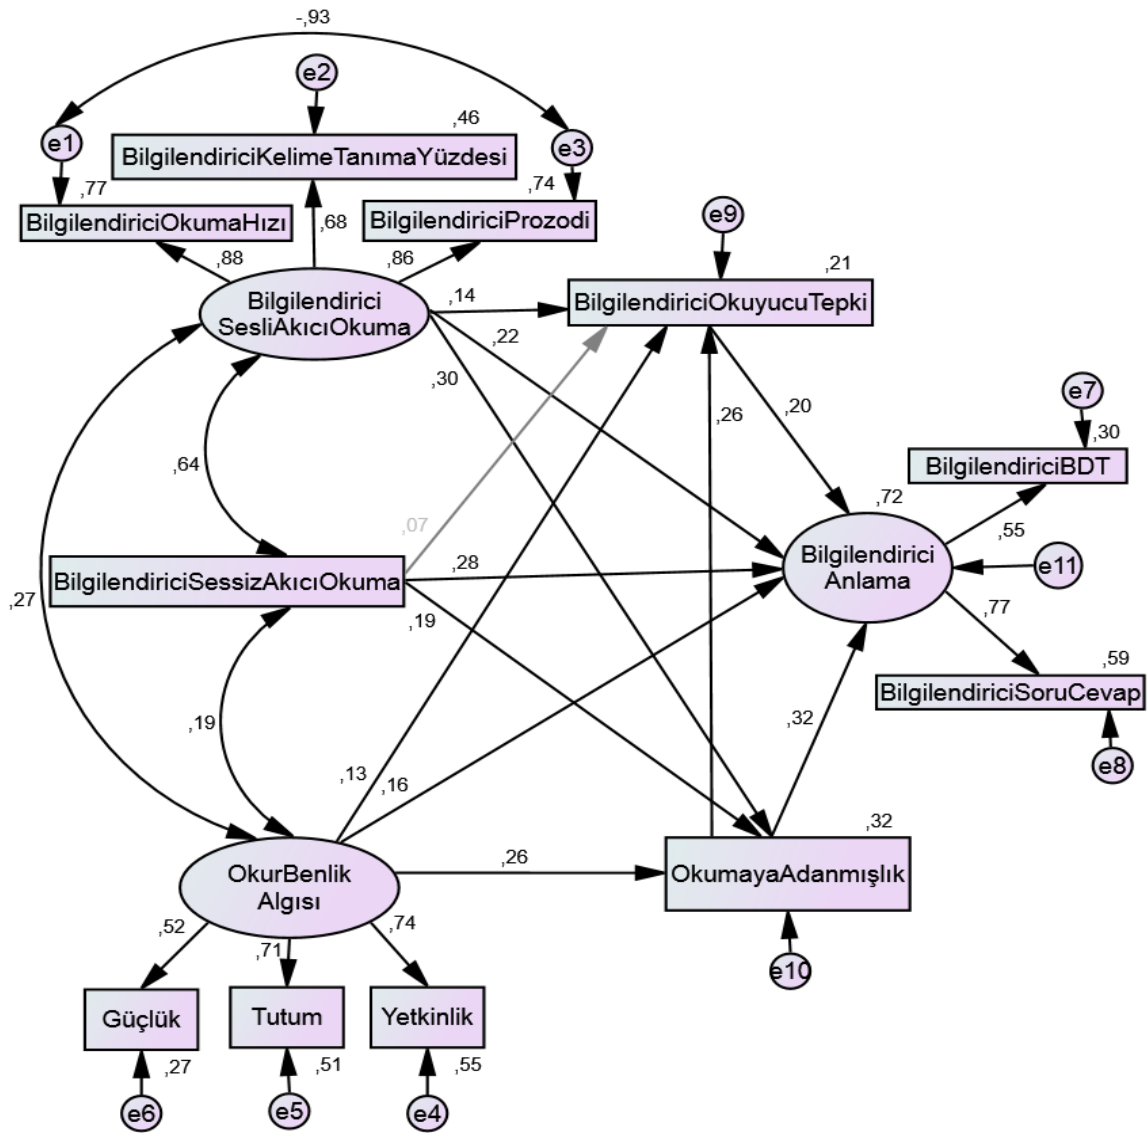 -,93
e2
,46
e1
e3
BilgilendiriciKelimeTanımaYüzdesi
,77
,74
e9
BilgilendiriciOkumaHızı
,68
BilgilendiriciProzodi
,88
,86
,21
Bilgilendirici
SesliAkıcıOkuma
,14
BilgilendiriciOkuyucuTepki
,22
,30
e7
,26
,20
,30
BilgilendiriciBDT
,64
,72
,07
,55
Bilgilendirici
Anlama
e11
BilgilendiriciSessizAkıcıOkuma
,28
,27
,19
,77
,59
BilgilendiriciSoruCevap
,19
,32
e8
,13
,16
,32
OkurBenlik
Algısı
,26
OkumayaAdanmışlık
,52
,71
,74
e10
Güçlük
Tutum
Yetkinlik
,27
,51
,55
e6
e5
e4